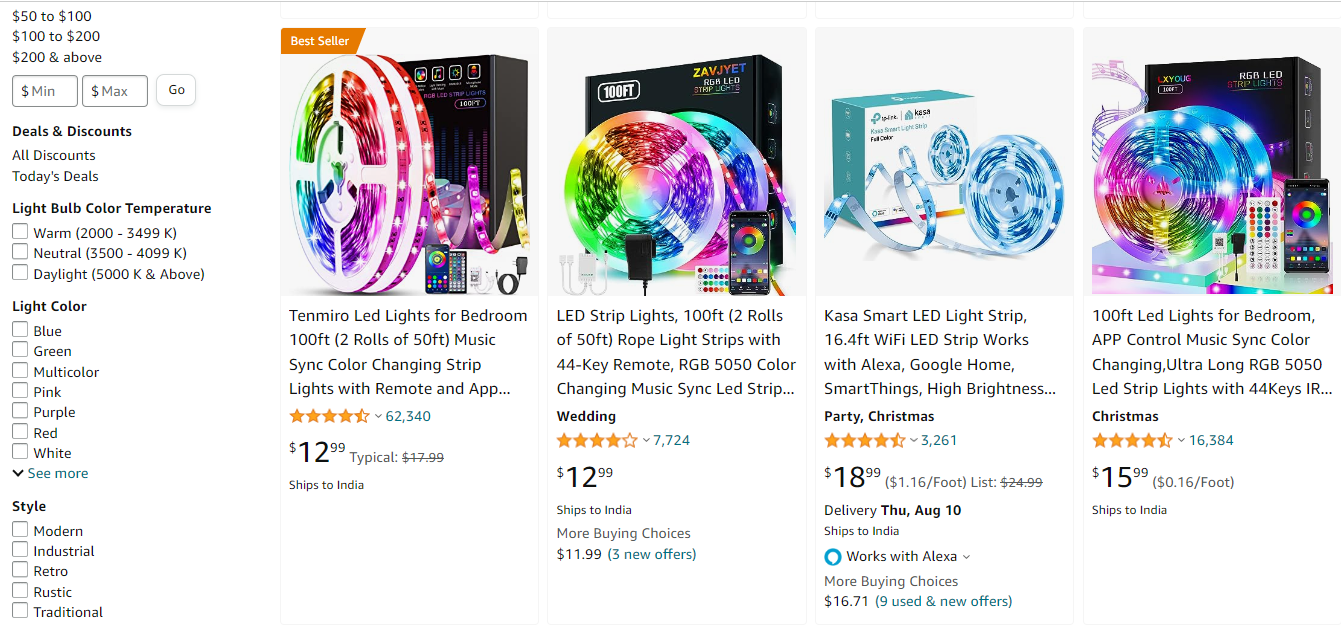 $50 to $100
$100 to $200
$200 & above
$ Min
$ Max
Go
Deals & Discounts
All Discounts
Today's Deals
Light Bulb Color Temperature
Warm (2000 - 3499 K)
Neutral (3500 - 4099 K)
Daylight (5000 K & Above)
Light Color
Blue
Green
Multicolor
Pink
Purple
Red
White
See more
Style
Modern
Industrial
Retro
Rustic
Traditional
Best Seller
RGB LED STRIP LIGHTS
100FT
Tenmiro Led Lights for Bedroom
100ft (2 Rolls of 50ft) Music
Sync Color Changing Strip
Lights with Remote and App...
62,340
$12.99 Typical: $17.99
Ships to India
ZAVJYET
RGB LED
STRIP LIGHTS
100FT
LED Strip Lights, 100ft (2 Rolls
of 50ft) Rope Light Strips with
44-Key Remote, RGB 5050 Color
Changing Music Sync Led Strip...
Wedding
7,724
$12.99
Ships to India
More Buying Choices
$11.99 (3 new offers)
tp-link
kasa
Kasa Smart Light Strip
Full Color
Kasa Smart LED Light Strip,
16.4ft WiFi LED Strip Works
with Alexa, Google Home,
SmartThings, High Brightness...
Party, Christmas
3,261
$18.99 ($1.16/Foot) List: $24.99
Delivery Thu, Aug 10
Ships to India
Works with Alexa
More Buying Choices
$16.71 (9 used & new offers)
LXYOUG
100FT
RGB LED
STRIP LIGHTS
100ft Led Lights for Bedroom,
APP Control Music Sync Color
Changing,Ultra Long RGB 5050
Led Strip Lights with 44Keys IR...
Christmas
16,384
$15.99 ($0.16/Foot)
Ships to India